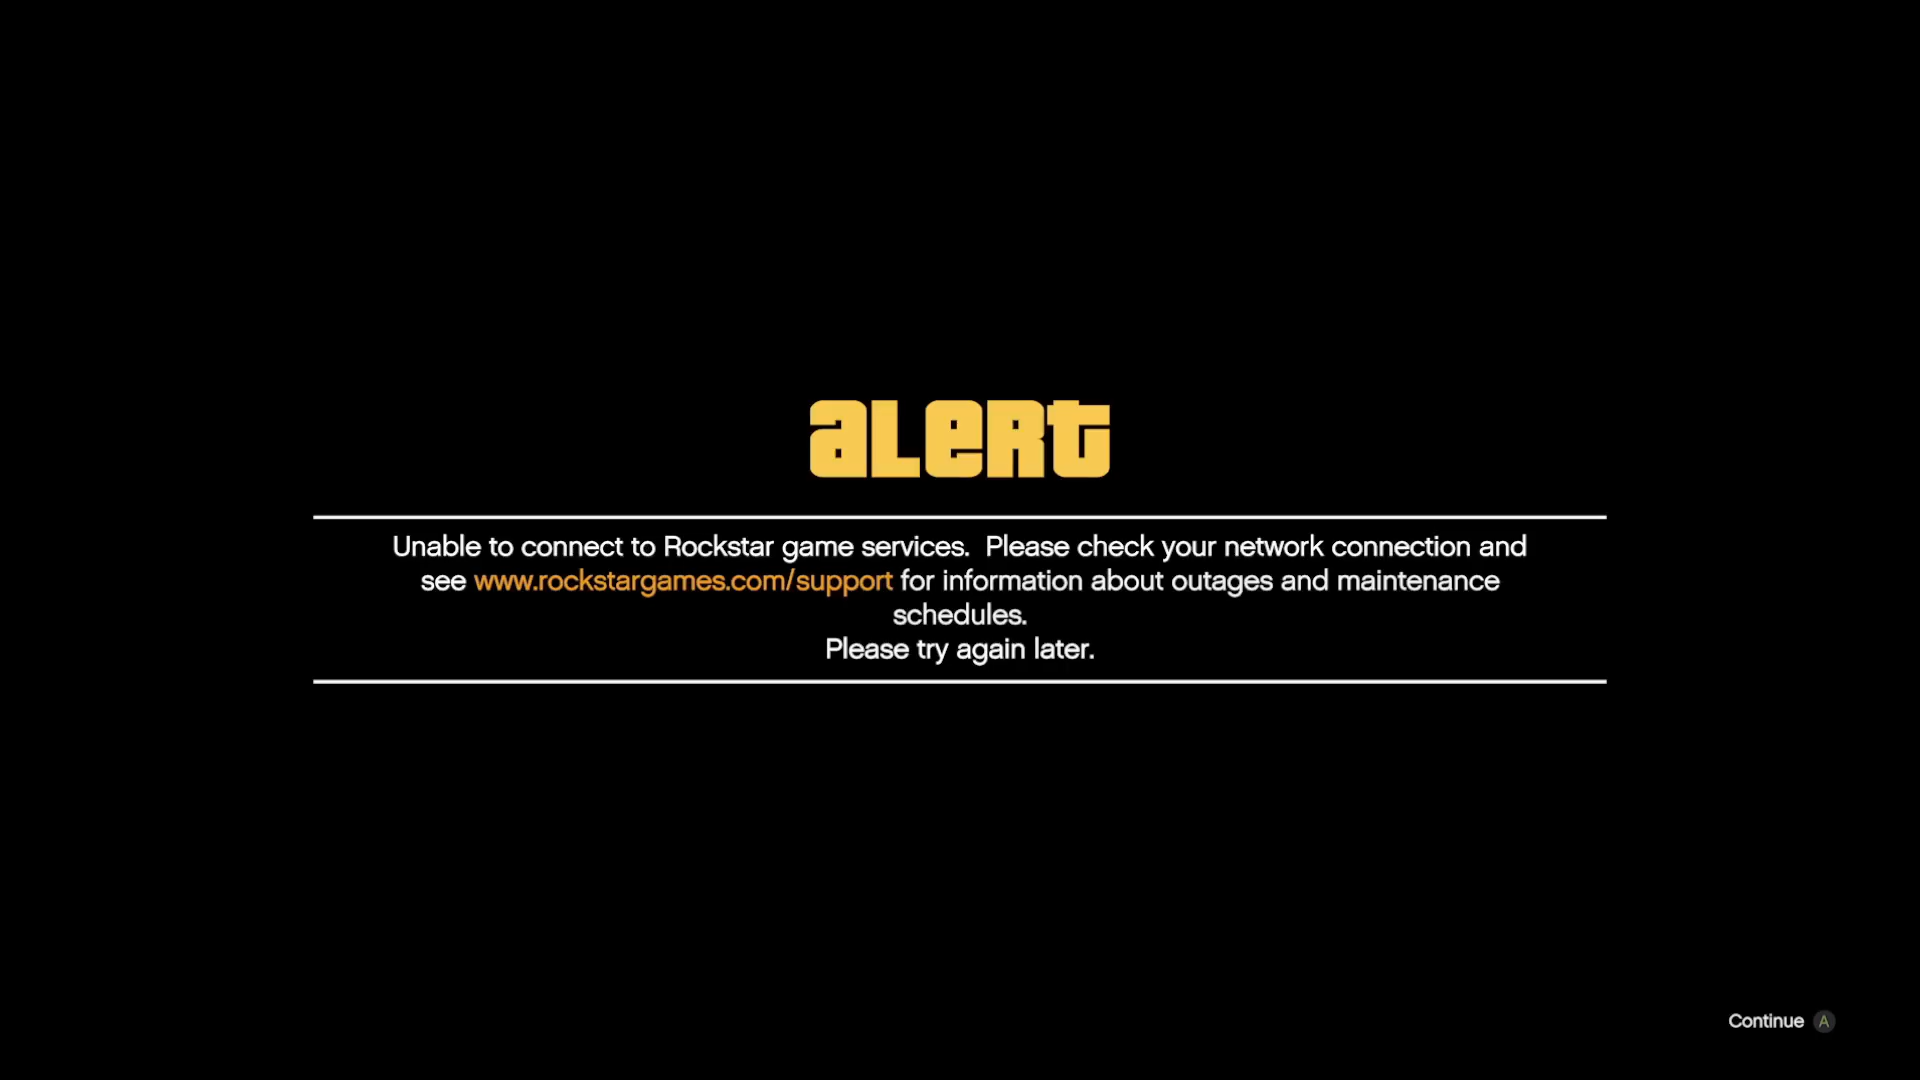 aLeRt
Unable to connect to Rockstar game services.  Please check your network connection and
see www.rockstargames.com/support for information about outages and maintenance
schedules.
Please try again later.
Continue A